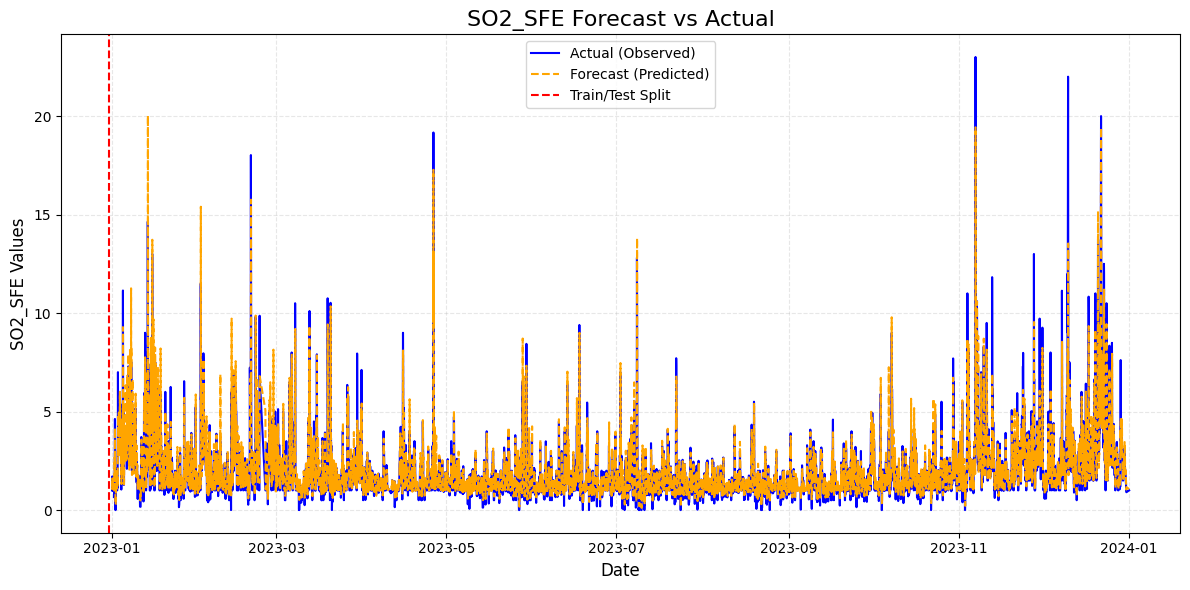 SO2_SFE Forecast vs Actual
Actual (Observed)
Forecast (Predicted)
Train/Test Split
SO2_SFE Values
20
15
10
5
0
2023-01
2023-03
2023-05
2023-07
2023-09
2023-11
2024-01
Date